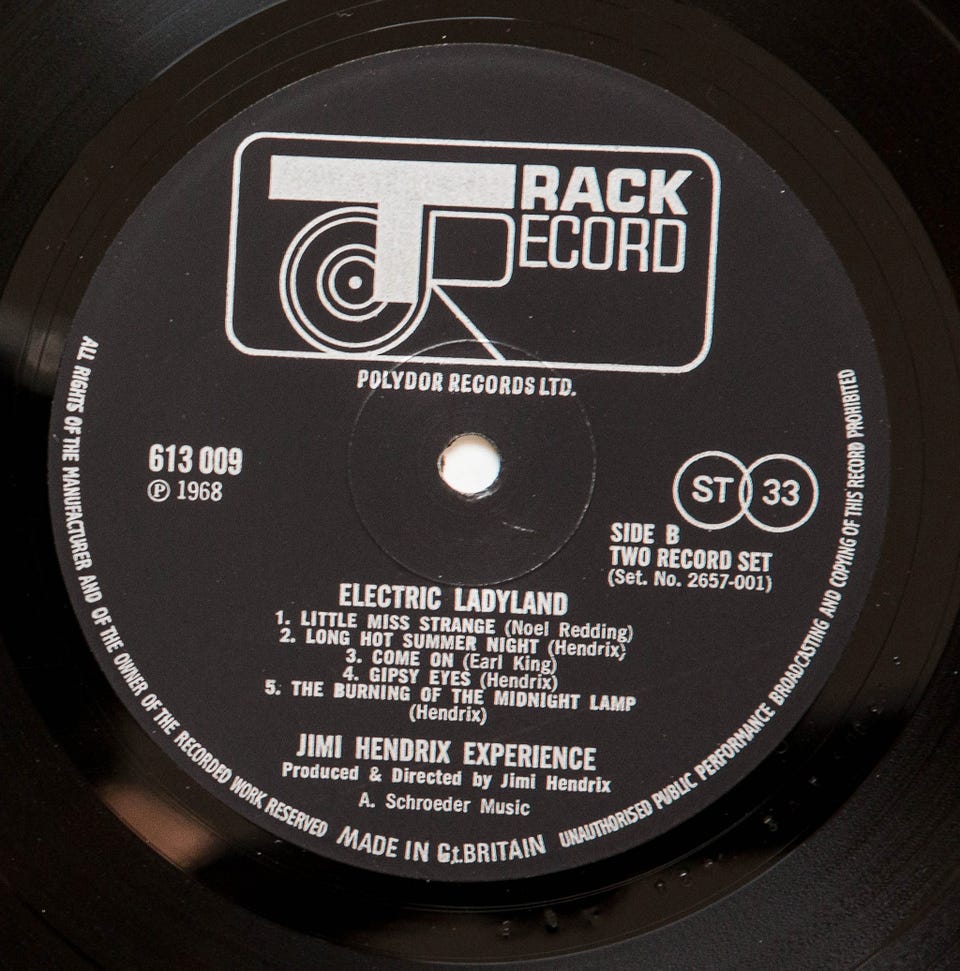 TRACK
RECORD
POLYDOR RECORDS LTD.
613 009
℗ 1968
ST 33
SIDE B
TWO RECORD SET
(Set. No. 2657-001)
ELECTRIC LADYLAND
1. LITTLE MISS STRANGE (Noel Redding)
2. LONG HOT SUMMER NIGHT (Hendrix)
3. COME ON (Earl King)
4. GIPSY EYES (Hendrix)
5. THE BURNING OF THE MIDNIGHT LAMP
(Hendrix)
JIMI HENDRIX EXPERIENCE
Produced & Directed by Jimi Hendrix
A. Schroeder Music
ALL RIGHTS OF THE MANUFACTURER AND OF THE OWNER OF THE RECORDED WORK RESERVED
MADE IN Gt.BRITAIN
UNAUTHORISED PUBLIC PERFORMANCE BROADCASTING AND COPYING OF THIS RECORD PROHIBITED